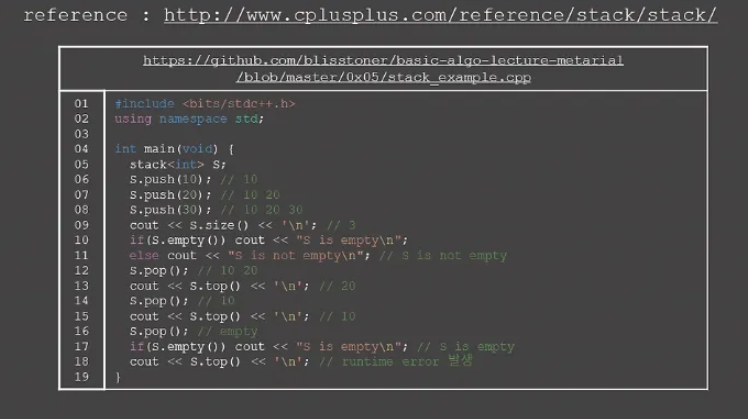 reference : http://www.cplusplus.com/reference/stack/stack/
https://github.com/blisstoner/basic-algo-lecture-metarial
/blob/master/0x05/stack_example.cpp
01 #include <bits/stdc++.h>
02 using namespace std;
03
04 int main(void) {
05 stack<int> S;
06 S.push(10); // 10
07 S.push(20); // 10 20
08 S.push(30); // 10 20 30
09 cout << S.size() << '\n'; // 3
10 if(S.empty()) cout << "S is empty\n";
11 else cout << "S is not empty\n"; // S is not empty
12 S.pop(); // 10 20
13 cout << S.top() << '\n'; // 20
14 S.pop(); // 10
15 cout << S.top() << '\n'; // 10
16 S.pop(); // empty
17 if(S.empty()) cout << "S is empty\n"; // S is empty
18 cout << S.top() << '\n'; // runtime error 발생
19 }